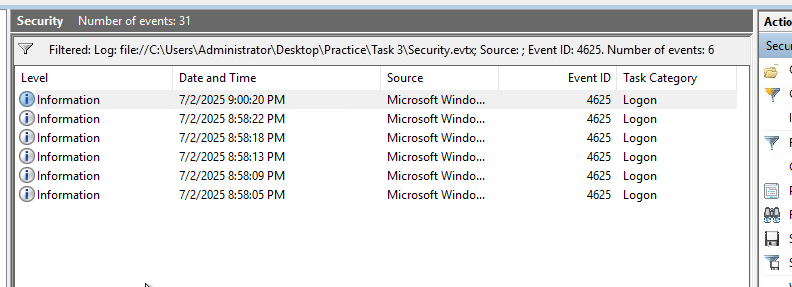 Security Number of events: 31
Actio
Filtered: Log: file://C:\Users\Administrator\Desktop\Practice\Task 3\Security.evtx; Source: ; Event ID: 4625. Number of events: 6
Secu
Level Date and Time Source Event ID Task Category
Information 7/2/2025 9:00:20 PM Microsoft Windo... 4625 Logon
Information 7/2/2025 8:58:22 PM Microsoft Windo... 4625 Logon
Information 7/2/2025 8:58:18 PM Microsoft Windo... 4625 Logon
Information 7/2/2025 8:58:13 PM Microsoft Windo... 4625 Logon
Information 7/2/2025 8:58:09 PM Microsoft Windo... 4625 Logon
Information 7/2/2025 8:58:05 PM Microsoft Windo... 4625 Logon